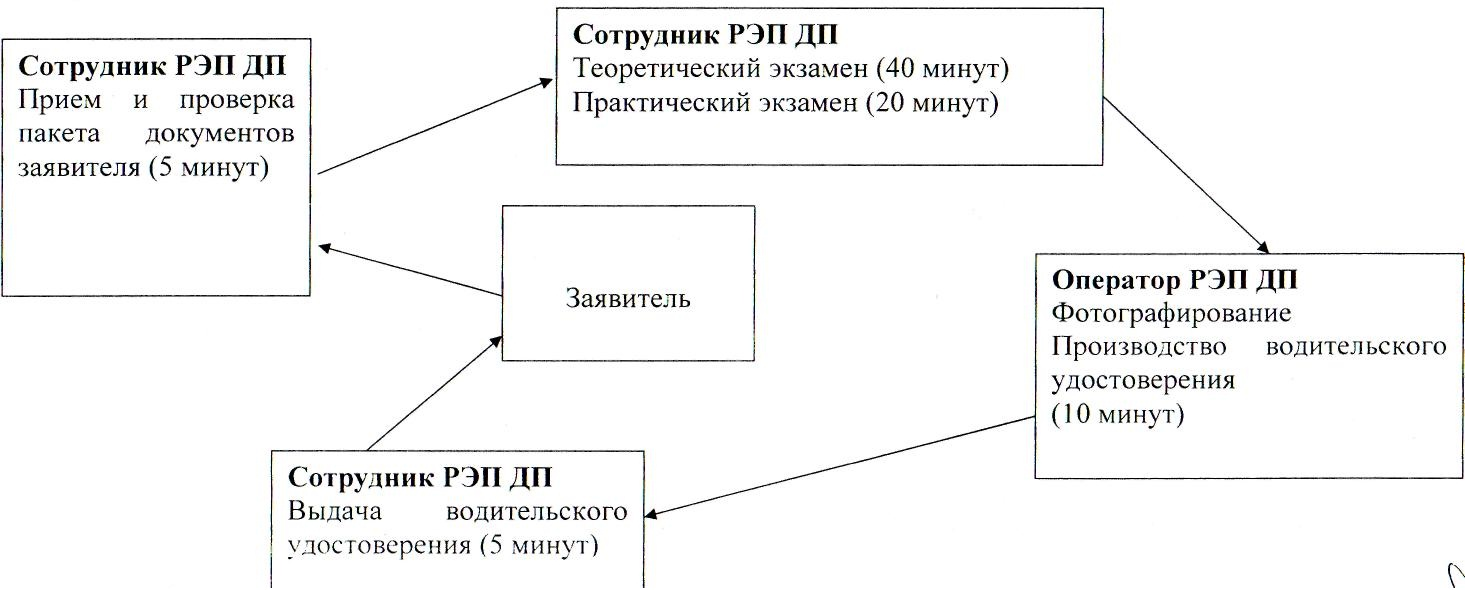 Сотрудник РЭП ДП
Прием и проверка
пакета документов
заявителя (5 минут)
Сотрудник РЭП ДП
Теоретический экзамен (40 минут)
Практический экзамен (20 минут)
Заявитель
Оператор РЭП ДП
Фотографирование
Производство водительского
удостоверения
(10 минут)
Сотрудник РЭП ДП
Выдача водительского
удостоверения (5 минут)